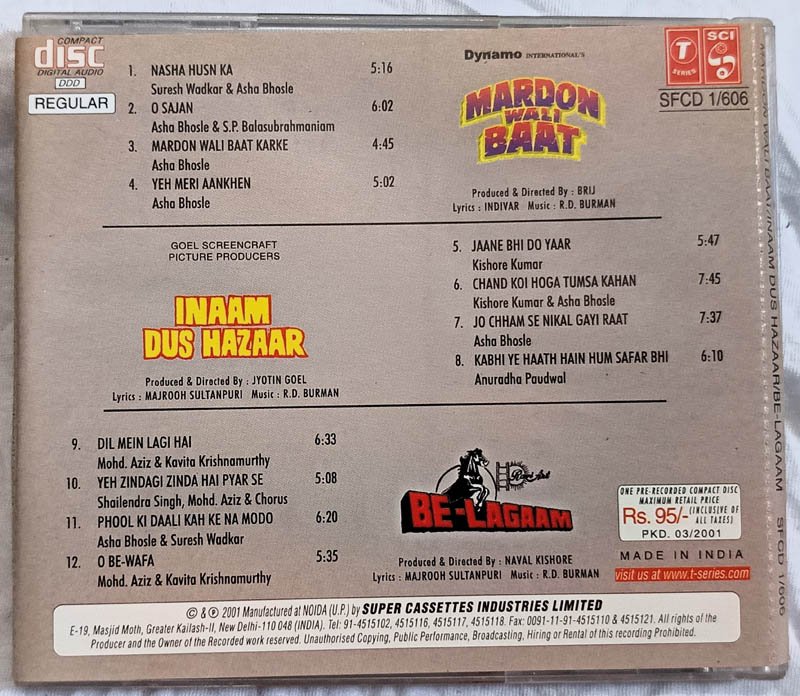 COMPACT
disc
DIGITAL AUDIO
DDD
REGULAR
1. NASHA HUSN KA 5:16
Suresh Wadkar & Asha Bhosle
2. O SAJAN 6:02
Asha Bhosle & S.P. Balasubrahmaniam
3. MARDON WALI BAAT KARKE 4:45
Asha Bhosle
4. YEH MERI AANKHEN 5:02
Asha Bhosle
Dynamo INTERNATIONAL'S
MARDON
WALI
BAAT
Produced & Directed By : BRIJ
Lyrics : INDIVAR Music : R.D. BURMAN
T
SERIES
SCI
SFCD 1/606
GOEL SCREENCRAFT
PICTURE PRODUCERS
INAAM
DUS HAZAAR
Produced & Directed By : JYOTIN GOEL
Lyrics : MAJROOH SULTANPURI Music : R.D. BURMAN
5. JAANE BHI DO YAAR 5:47
Kishore Kumar
6. CHAND KOI HOGA TUMSA KAHAN 7:45
Kishore Kumar & Asha Bhosle
7. JO CHHAM SE NIKAL GAYI RAAT 7:37
Asha Bhosle
8. KABHI YE HAATH HAIN HUM SAFAR BHI 6:10
Anuradha Paudwal
9. DIL MEIN LAGI HAI 6:33
Mohd. Aziz & Kavita Krishnamurthy
10. YEH ZINDAGI ZINDA HAI PYAR SE 5:08
Shailendra Singh, Mohd. Aziz & Chorus
11. PHOOL KI DAALI KAH KE NA MODO 6:20
Asha Bhosle & Suresh Wadkar
12. O BE-WAFA 5:35
Mohd. Aziz & Kavita Krishnamurthy
BE-LAGAAM
Produced & Directed By : NAVAL KISHORE
Lyrics : MAJROOH SULTANPURI Music : R.D. BURMAN
ONE PRE-RECORDED COMPACT DISC
MAXIMUM RETAIL PRICE
Rs. 95/- (INCLUSIVE OF ALL TAXES)
PKD. 03/2001
MADE IN INDIA
visit us at www.t-series.com
© & ℗ 2001 Manufactured at NOIDA (U.P.) by SUPER CASSETTES INDUSTRIES LIMITED
E-19, Masjid Moth, Greater Kailash-II, New Delhi-110 048 (INDIA). Tel: 91-4515102, 4515116, 4515117, 4515118. Fax: 0091-11-91-4515110 & 4515121. All rights of the
Producer and the Owner of the Recorded work reserved. Unauthorised Copying, Public Performance, Broadcasting, Hiring or Rental of this recording Prohibited.
MARDON WALI BAAT/INAAM DUS HAZAAR/BE-LAGAAM SFCD 1/606